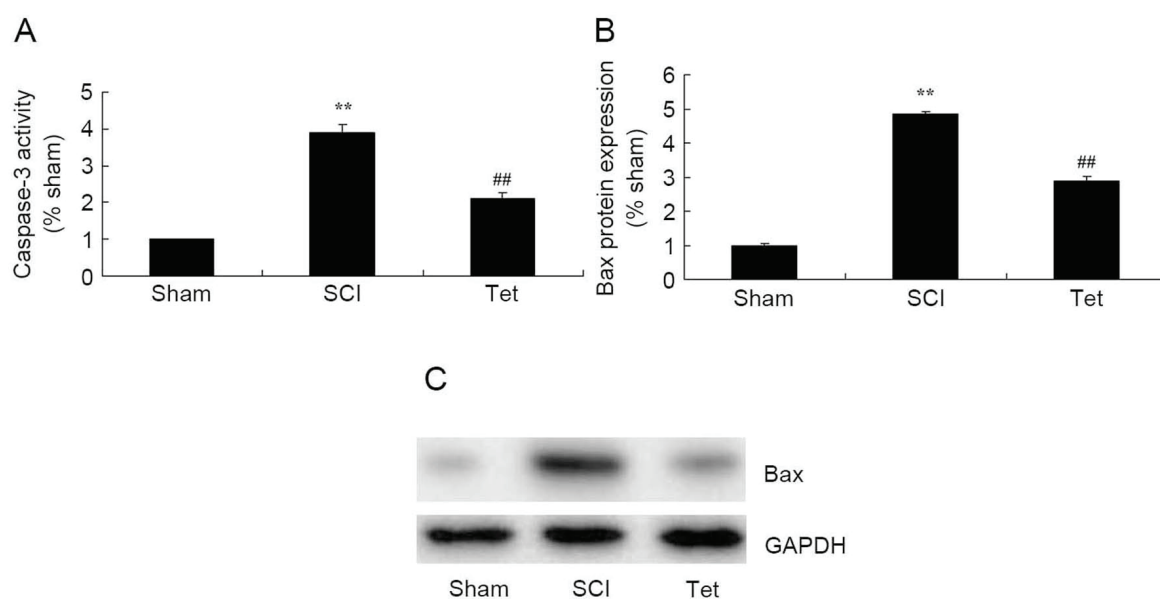 A
Caspase-3 activity
(% sham)
5
4
3
2
1
0
**
##
Sham SCI Tet
B
Bax protein expression
(% sham)
6
5
4
3
2
1
0
**
##
Sham SCI Tet
C
Bax
GAPDH
Sham SCI Tet